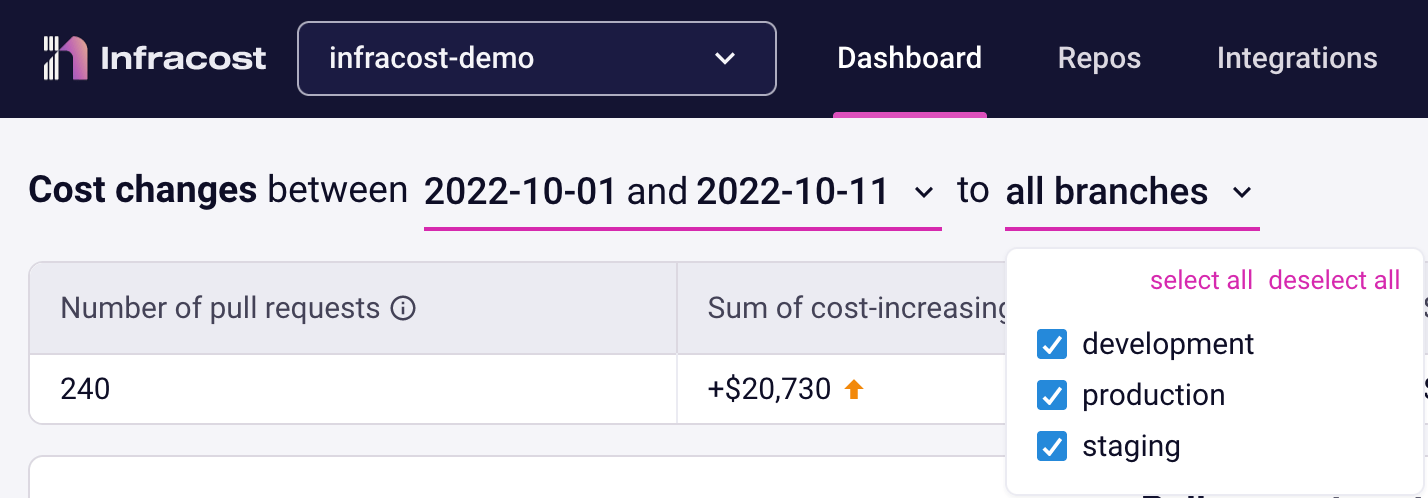 Infracost infracost-demo Dashboard Repos Integrations
Cost changes between 2022-10-01 and 2022-10-11 to all branches
select all deselect all
Number of pull requests Sum of cost-increasing
development
240 +$20,730
production
staging